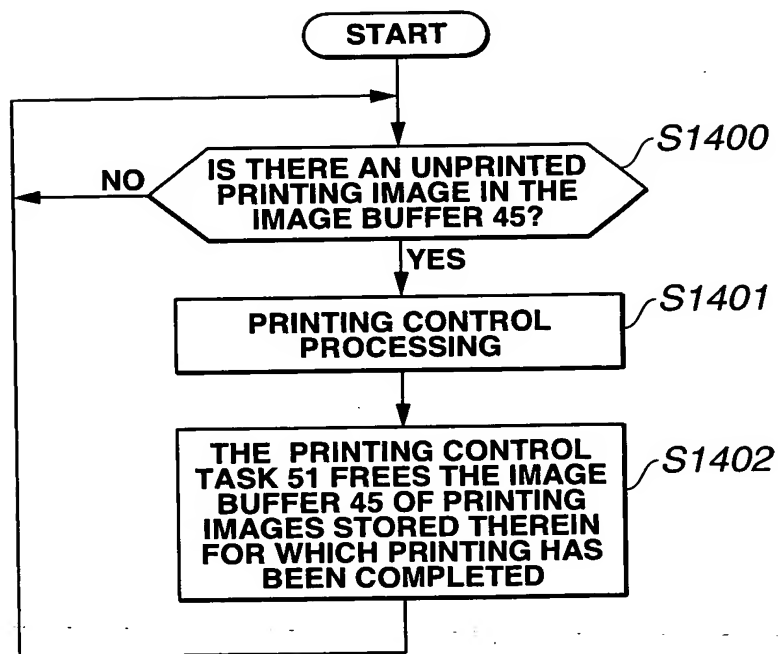 START
S1400
IS THERE AN UNPRINTED
PRINTING IMAGE IN THE
IMAGE BUFFER 45?
NO
YES
S1401
PRINTING CONTROL
PROCESSING
S1402
THE PRINTING CONTROL
TASK 51 FREES THE IMAGE
BUFFER 45 OF PRINTING
IMAGES STORED THEREIN
FOR WHICH PRINTING HAS
BEEN COMPLETED